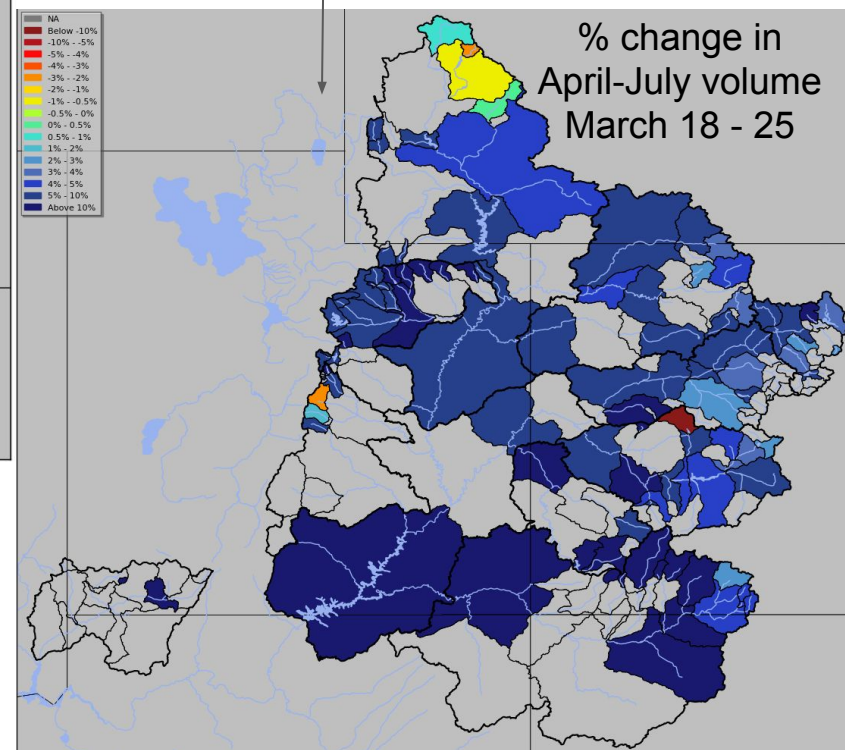 NA
Below -10%
-10% - -5%
-5% - -4%
-4% - -3%
-3% - -2%
-2% - -1%
-1% - -0.5%
-0.5% - 0%
0% - 0.5%
0.5% - 1%
1% - 2%
2% - 3%
3% - 4%
4% - 5%
5% - 10%
Above 10%
% change in
April-July volume
March 18 - 25